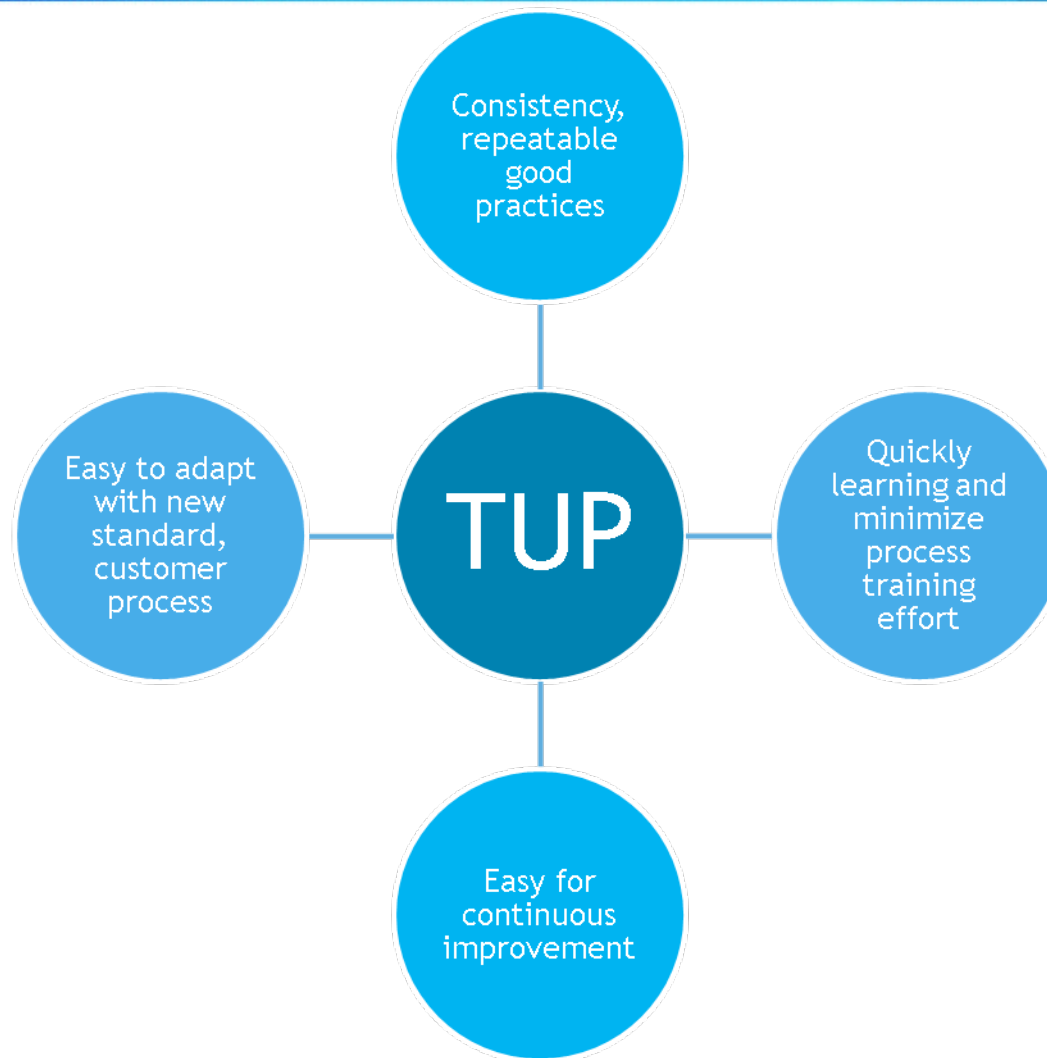 Consistency,
repeatable
good
practices
Easy to adapt
with new
standard,
customer
process
TUP
Quickly
learning and
minimize
process
training
effort
Easy for
continuous
improvement